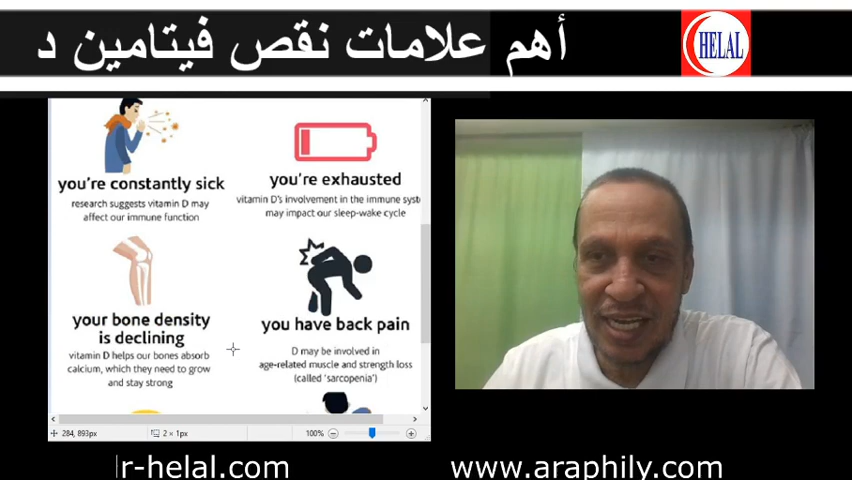 أهم علامات نقص فيتامين د
HELAL
you're constantly sick
research suggests vitamin D may
affect our immune function
you're exhausted
vitamin D's involvement in the immune syst
may impact our sleep-wake cycle
your bone density
is declining
vitamin D helps our bones absorb
calcium, which they need to grow
and stay strong
you have back pain
D may be involved in
age-related muscle and strength loss
(called 'sarcopenia')
284, 893px
2 × 1px
100%
r-helal.com
www.araphily.com